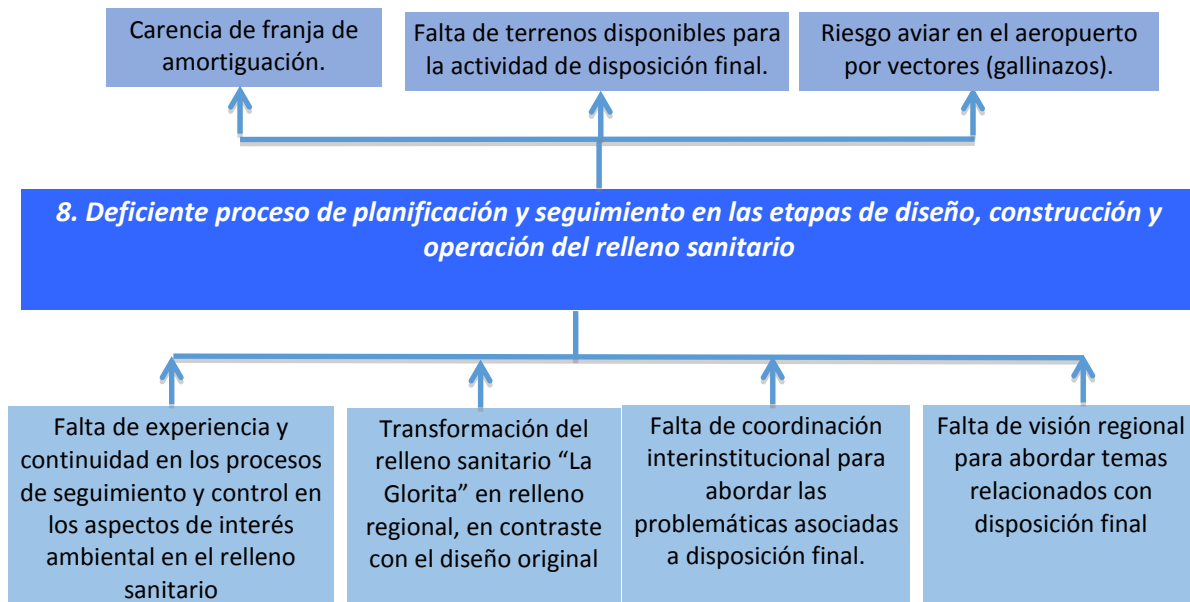 Carencia de franja de
amortiguación.
Falta de terrenos disponibles para
la actividad de disposición final.
Riesgo aviar en el aeropuerto
por vectores (gallinazos).
8. Deficiente proceso de planificación y seguimiento en las etapas de diseño, construcción y
operación del relleno sanitario
Falta de experiencia y
continuidad en los procesos
de seguimiento y control en
los aspectos de interés
ambiental en el relleno
sanitario
Transformación del
relleno sanitario “La
Glorita” en relleno
regional, en contraste
con el diseño original
Falta de coordinación
interinstitucional para
abordar las
problemáticas asociadas
a disposición final.
Falta de visión regional
para abordar temas
relacionados con
disposición final